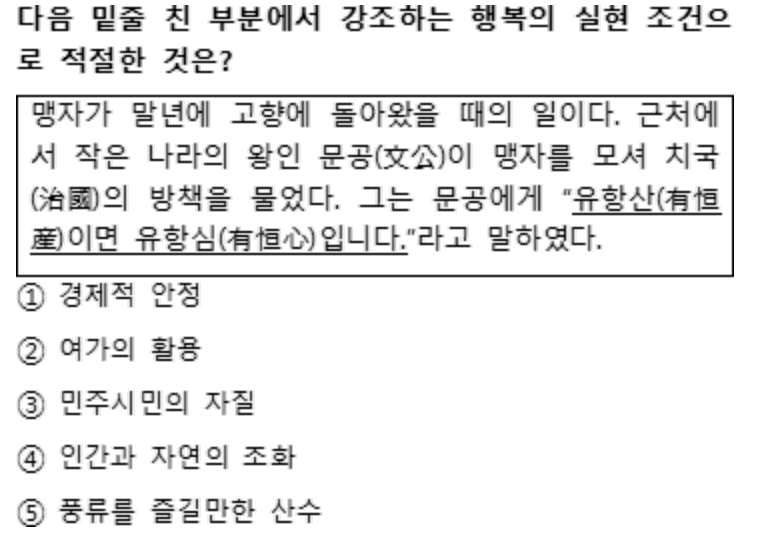 다음 밑줄 친 부분에서 강조하는 행복의 실현 조건으
로 적절한 것은?
맹자가 말년에 고향에 돌아왔을 때의 일이다. 근처에
서 작은 나라의 왕인 문공(文公)이 맹자를 모셔 치국
(治國)의 방책을 물었다. 그는 문공에게 “유항산(有恒
産)이면 유항심(有恒心)입니다.”라고 말하였다.
① 경제적 안정
② 여가의 활용
③ 민주시민의 자질
④ 인간과 자연의 조화
⑤ 풍류를 즐길만한 산수